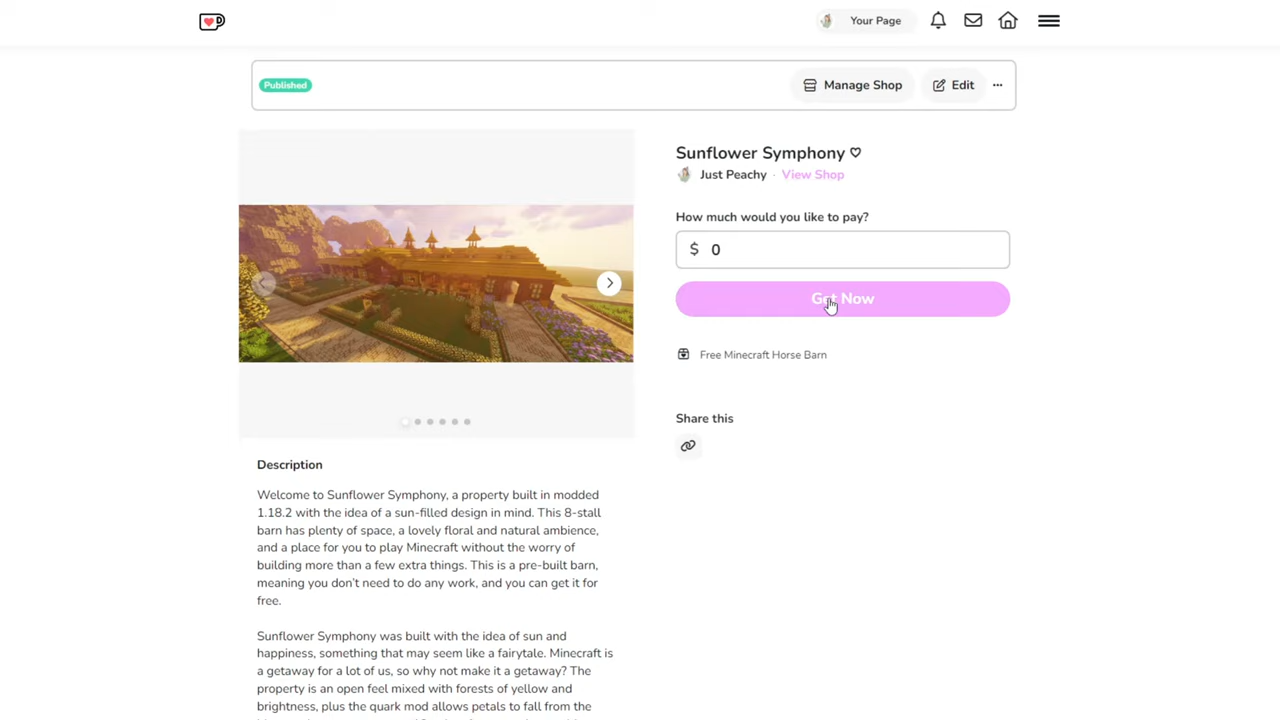 Your Page
Published
Manage Shop
Edit
Sunflower Symphony
Just Peachy · View Shop
How much would you like to pay?
$ 0
Get Now
Free Minecraft Horse Barn
Share this
Description
Welcome to Sunflower Symphony, a property built in modded
1.18.2 with the idea of a sun-filled design in mind. This 8-stall
barn has plenty of space, a lovely floral and natural ambience,
and a place for you to play Minecraft without the worry of
building more than a few extra things. This is a pre-built barn,
meaning you don't need to do any work, and you can get it for
free.
Sunflower Symphony was built with the idea of sun and
happiness, something that may seem like a fairytale. Minecraft is
a getaway for a lot of us, so why not make it a getaway? The
property is an open feel mixed with forests of yellow and
brightness, plus the quark mod allows petals to fall from the